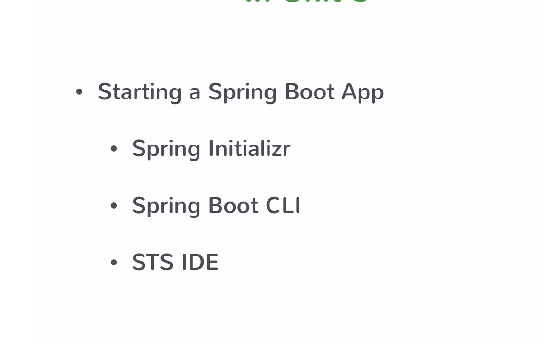 • Starting a Spring Boot App
• Spring Initializr
• Spring Boot CLI
• STS IDE